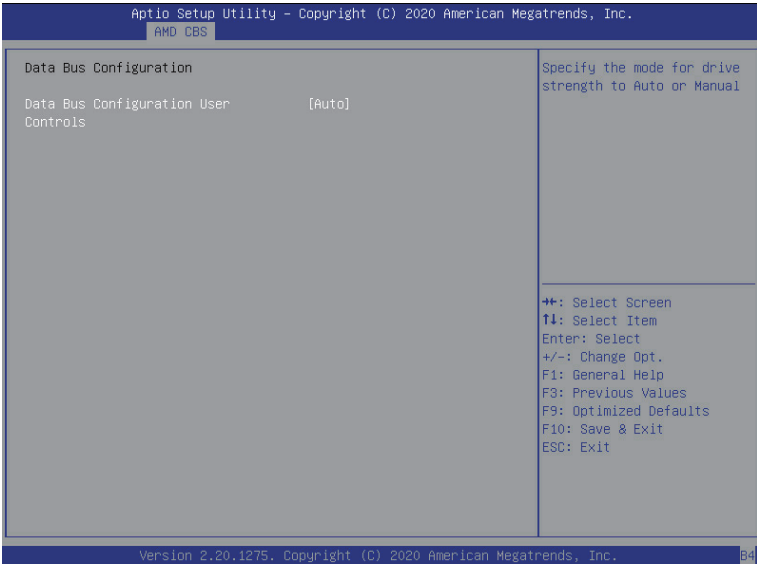 Aptio Setup Utility – Copyright (C) 2020 American Megatrends, Inc.
AMD CBS
Data Bus Configuration
Data Bus Configuration User [Auto]
Controls
Specify the mode for drive
strength to Auto or Manual
→←: Select Screen
↑↓: Select Item
Enter: Select
+/-: Change Opt.
F1: General Help
F3: Previous Values
F9: Optimized Defaults
F10: Save & Exit
ESC: Exit
Version 2.20.1275. Copyright (C) 2020 American Megatrends, Inc.
B4